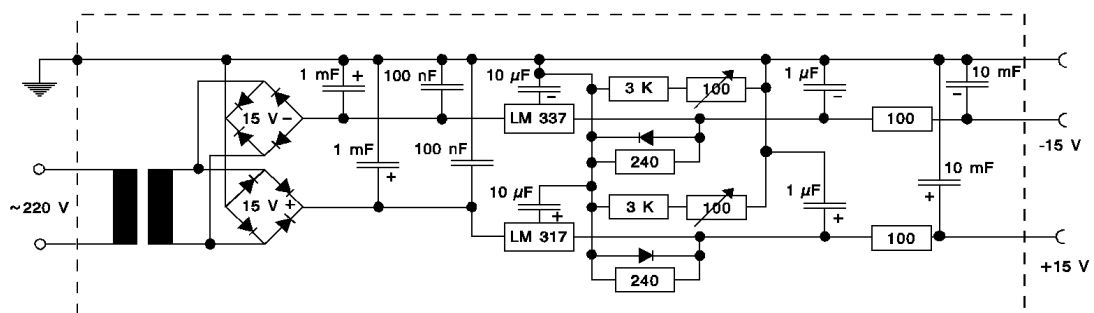 1 mF +
100 nF
10 µF
-
3 K
100
1 µF
-
10 mF
-
15 V -
LM 337
100
-15 V
1 mF
+
100 nF
240
10 mF
+
~220 V
15 V +
10 µF
+
3 K
100
1 µF
+
LM 317
100
240
+15 V